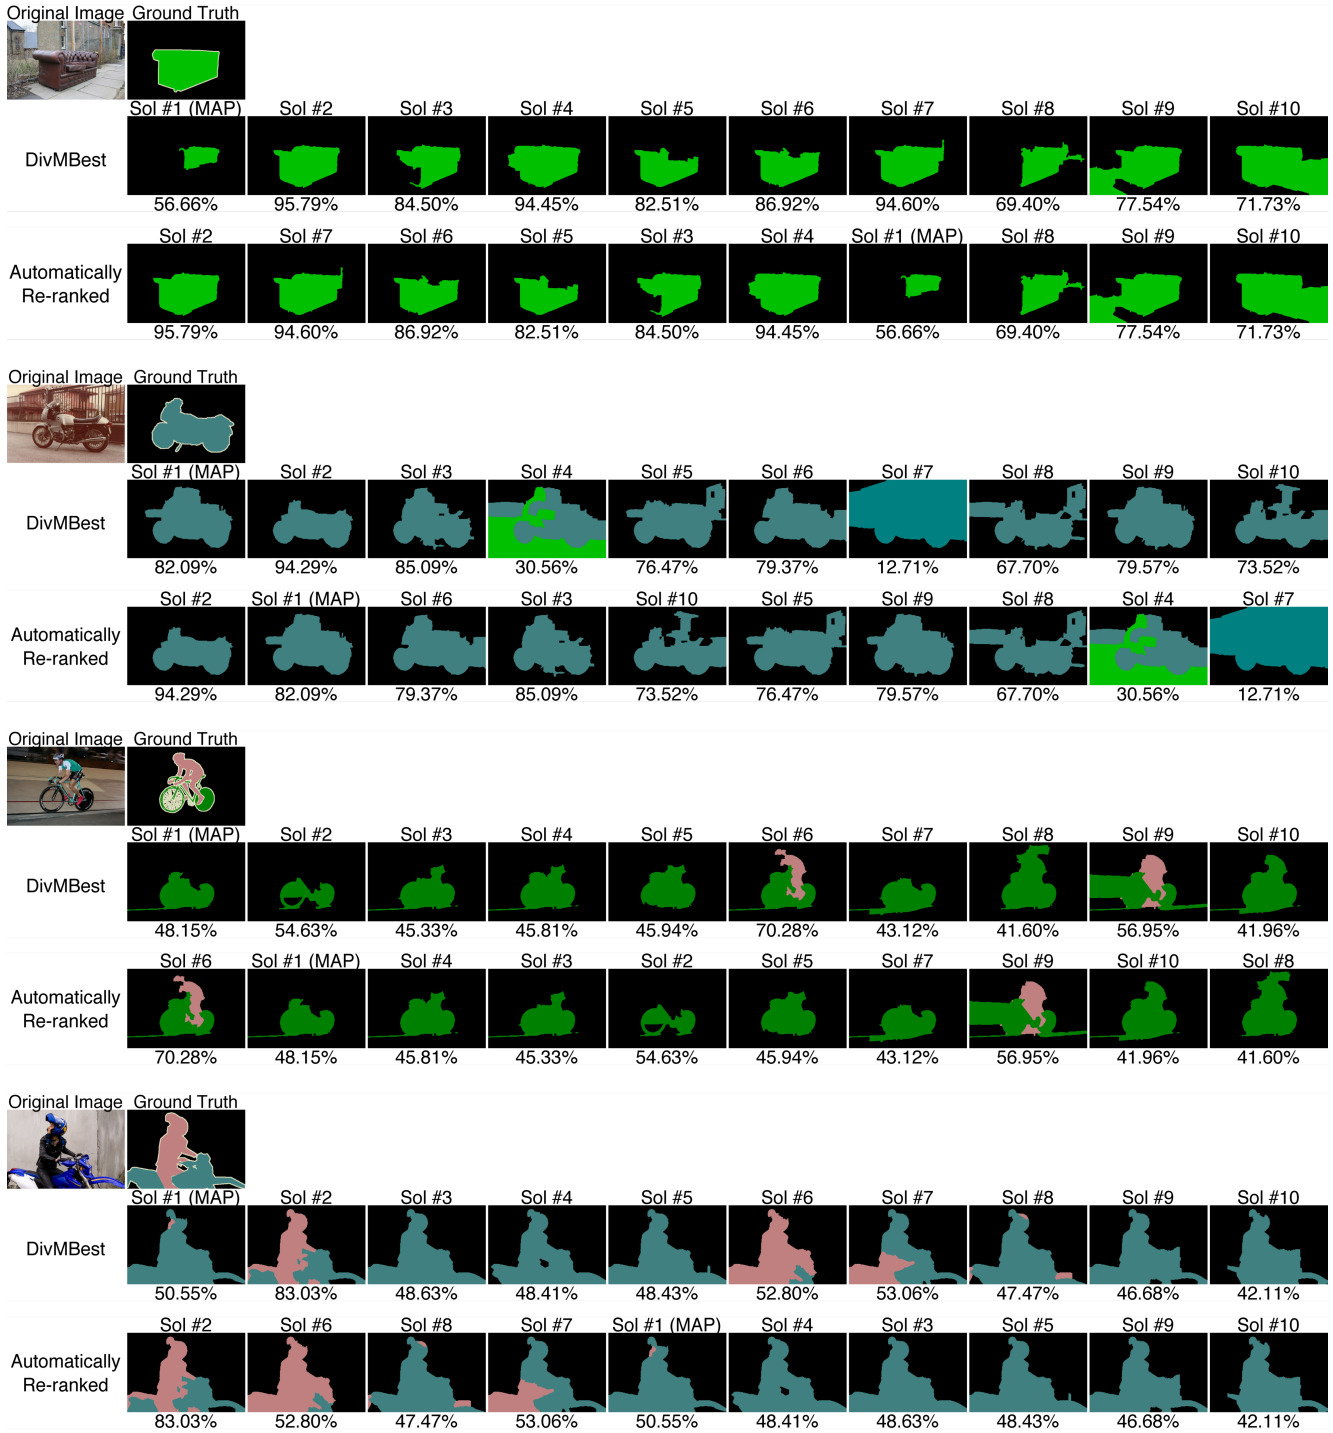 Original Image Ground Truth
Sol #1 (MAP) Sol #2 Sol #3 Sol #4 Sol #5 Sol #6 Sol #7 Sol #8 Sol #9 Sol #10
DivMBest
56.66% 95.79% 84.50% 94.45% 82.51% 86.92% 94.60% 69.40% 77.54% 71.73%
Sol #2 Sol #7 Sol #6 Sol #5 Sol #3 Sol #4 Sol #1 (MAP) Sol #8 Sol #9 Sol #10
Automatically
Re-ranked
95.79% 94.60% 86.92% 82.51% 84.50% 94.45% 56.66% 69.40% 77.54% 71.73%
Original Image Ground Truth
Sol #1 (MAP) Sol #2 Sol #3 Sol #4 Sol #5 Sol #6 Sol #7 Sol #8 Sol #9 Sol #10
DivMBest
82.09% 94.29% 85.09% 30.56% 76.47% 79.37% 12.71% 67.70% 79.57% 73.52%
Sol #2 Sol #1 (MAP) Sol #6 Sol #3 Sol #10 Sol #5 Sol #9 Sol #8 Sol #4 Sol #7
Automatically
Re-ranked
94.29% 82.09% 79.37% 85.09% 73.52% 76.47% 79.57% 67.70% 30.56% 12.71%
Original Image Ground Truth
Sol #1 (MAP) Sol #2 Sol #3 Sol #4 Sol #5 Sol #6 Sol #7 Sol #8 Sol #9 Sol #10
DivMBest
48.15% 54.63% 45.33% 45.81% 45.94% 70.28% 43.12% 41.60% 56.95% 41.96%
Sol #6 Sol #1 (MAP) Sol #4 Sol #3 Sol #2 Sol #5 Sol #7 Sol #9 Sol #10 Sol #8
Automatically
Re-ranked
70.28% 48.15% 45.81% 45.33% 54.63% 45.94% 43.12% 56.95% 41.96% 41.60%
Original Image Ground Truth
Sol #1 (MAP) Sol #2 Sol #3 Sol #4 Sol #5 Sol #6 Sol #7 Sol #8 Sol #9 Sol #10
DivMBest
50.55% 83.03% 48.63% 48.41% 48.43% 52.80% 53.06% 47.47% 46.68% 42.11%
Sol #2 Sol #6 Sol #8 Sol #7 Sol #1 (MAP) Sol #4 Sol #3 Sol #5 Sol #9 Sol #10
Automatically
Re-ranked
83.03% 52.80% 47.47% 53.06% 50.55% 48.41% 48.63% 48.43% 46.68% 42.11%